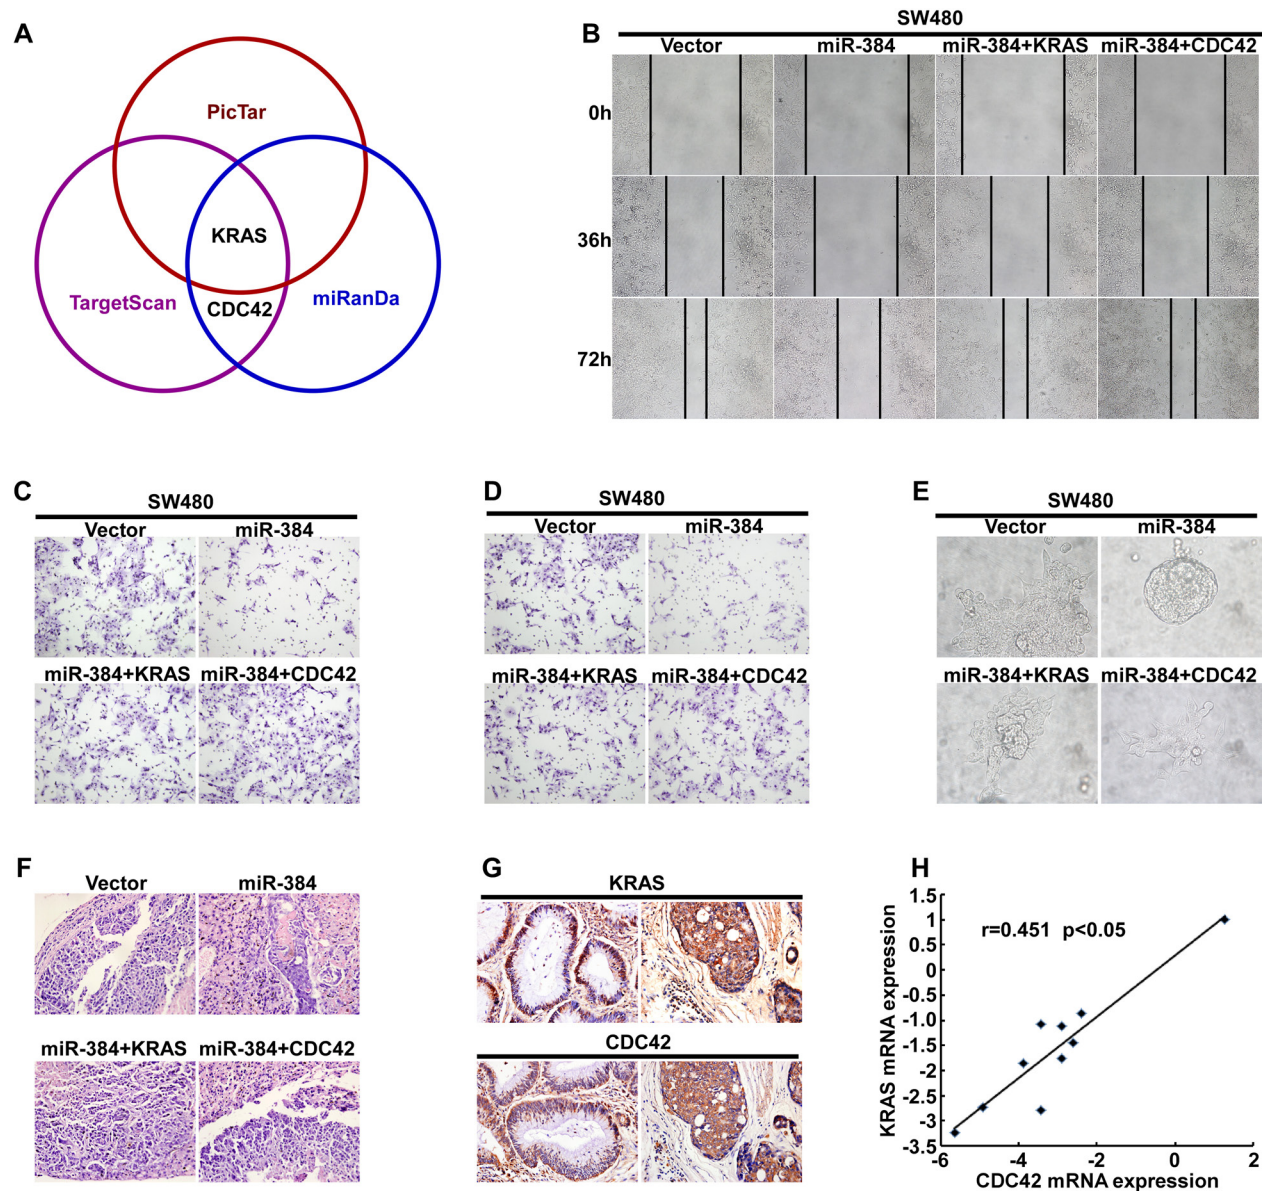 A
PicTar
KRAS
TargetScan
CDC42
miRanDa
B
SW480
Vector miR-384 miR-384+KRAS miR-384+CDC42
0h
36h
72h
C
SW480
Vector miR-384
miR-384+KRAS miR-384+CDC42
D
SW480
Vector miR-384
miR-384+KRAS miR-384+CDC42
E
SW480
Vector miR-384
miR-384+KRAS miR-384+CDC42
F
Vector miR-384
miR-384+KRAS miR-384+CDC42
G
KRAS
CDC42
H
KRAS mRNA expression
1.5
1
0.5
0
-0.5
-1
-1.5
-2
-2.5
-3
-3.5
r=0.451 p<0.05
-6 -4 -2 0 2
CDC42 mRNA expression